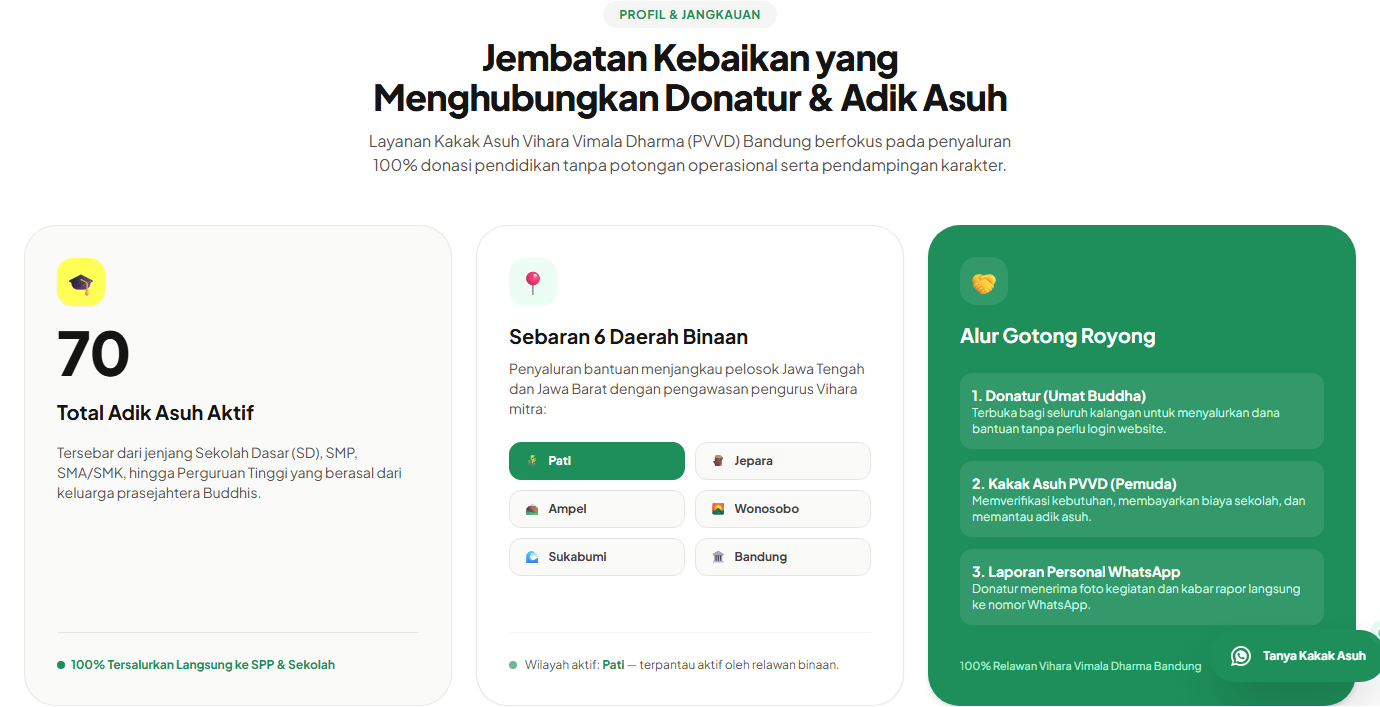 PROFIL & JANGKAUAN
Jembatan Kebaikan yang
Menghubungkan Donatur & Adik Asuh
Layanan Kakak Asuh Vihara Vimala Dharma (PVVD) Bandung berfokus pada penyaluran
100% donasi pendidikan tanpa potongan operasional serta pendampingan karakter.
70
Total Adik Asuh Aktif
Tersebar dari jenjang Sekolah Dasar (SD), SMP,
SMA/SMK, hingga Perguruan Tinggi yang berasal dari
keluarga prasejahtera Buddhis.
100% Tersalurkan Langsung ke SPP & Sekolah
Sebaran 6 Daerah Binaan
Penyaluran bantuan menjangkau pelosok Jawa Tengah
dan Jawa Barat dengan pengawasan pengurus Vihara
mitra:
Pati
Jepara
Ampel
Wonosobo
Sukabumi
Bandung
Wilayah aktif: Pati — terpantau aktif oleh relawan binaan.
Alur Gotong Royong
1. Donatur (Umat Buddha)
Terbuka bagi seluruh kalangan untuk menyalurkan dana
bantuan tanpa perlu login website.
2. Kakak Asuh PVVD (Pemuda)
Memverifikasi kebutuhan, membayarkan biaya sekolah, dan
memantau adik asuh.
3. Laporan Personal WhatsApp
Donatur menerima foto kegiatan dan kabar rapor langsung
ke nomor WhatsApp.
100% Relawan Vihara Vimala Dharma Bandung
Tanya Kakak Asuh